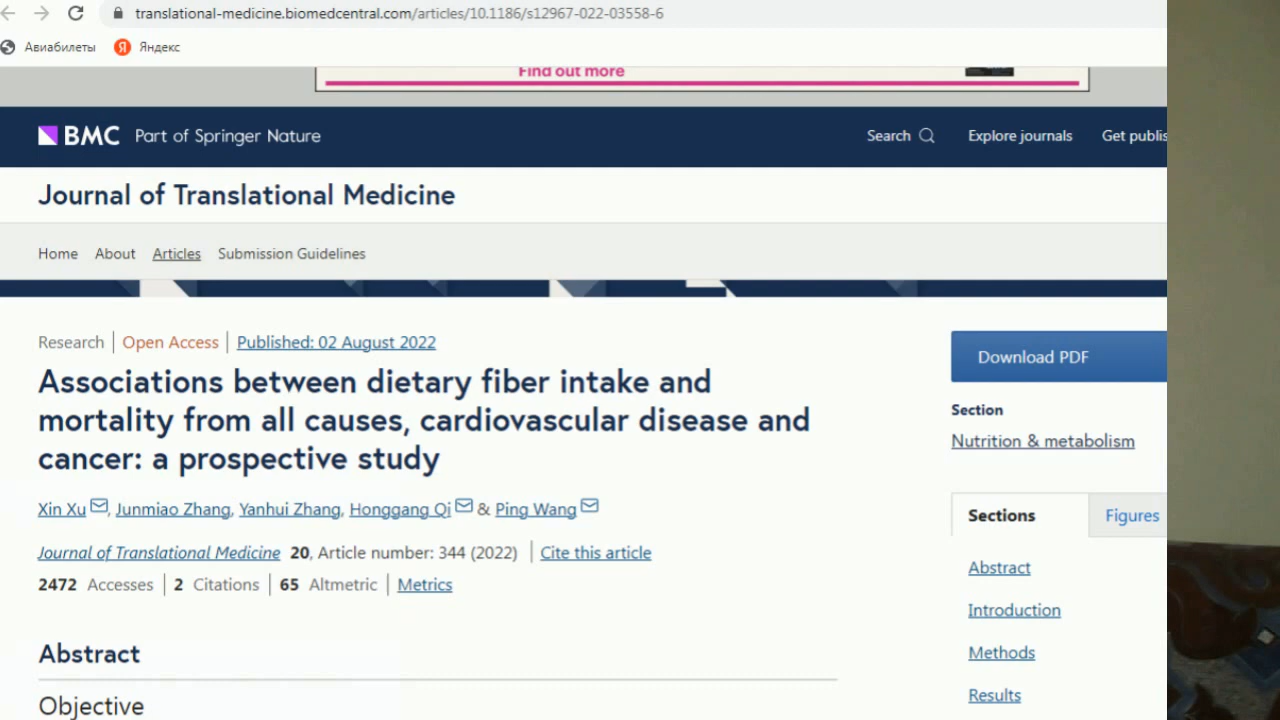 translational-medicine.biomedcentral.com/articles/10.1186/s12967-022-03558-6
Авиабилеты Яндекс
Find out more
BMC Part of Springer Nature
Search Explore journals Get publis
Journal of Translational Medicine
Home About Articles Submission Guidelines
Research | Open Access | Published: 02 August 2022
Associations between dietary fiber intake and
mortality from all causes, cardiovascular disease and
cancer: a prospective study
Xin Xu, Junmiao Zhang, Yanhui Zhang, Honggang Qi & Ping Wang
Journal of Translational Medicine 20, Article number: 344 (2022) | Cite this article
2472 Accesses | 2 Citations | 65 Altmetric | Metrics
Abstract
Objective
Download PDF
Section
Nutrition & metabolism
Sections Figures
Abstract
Introduction
Methods
Results